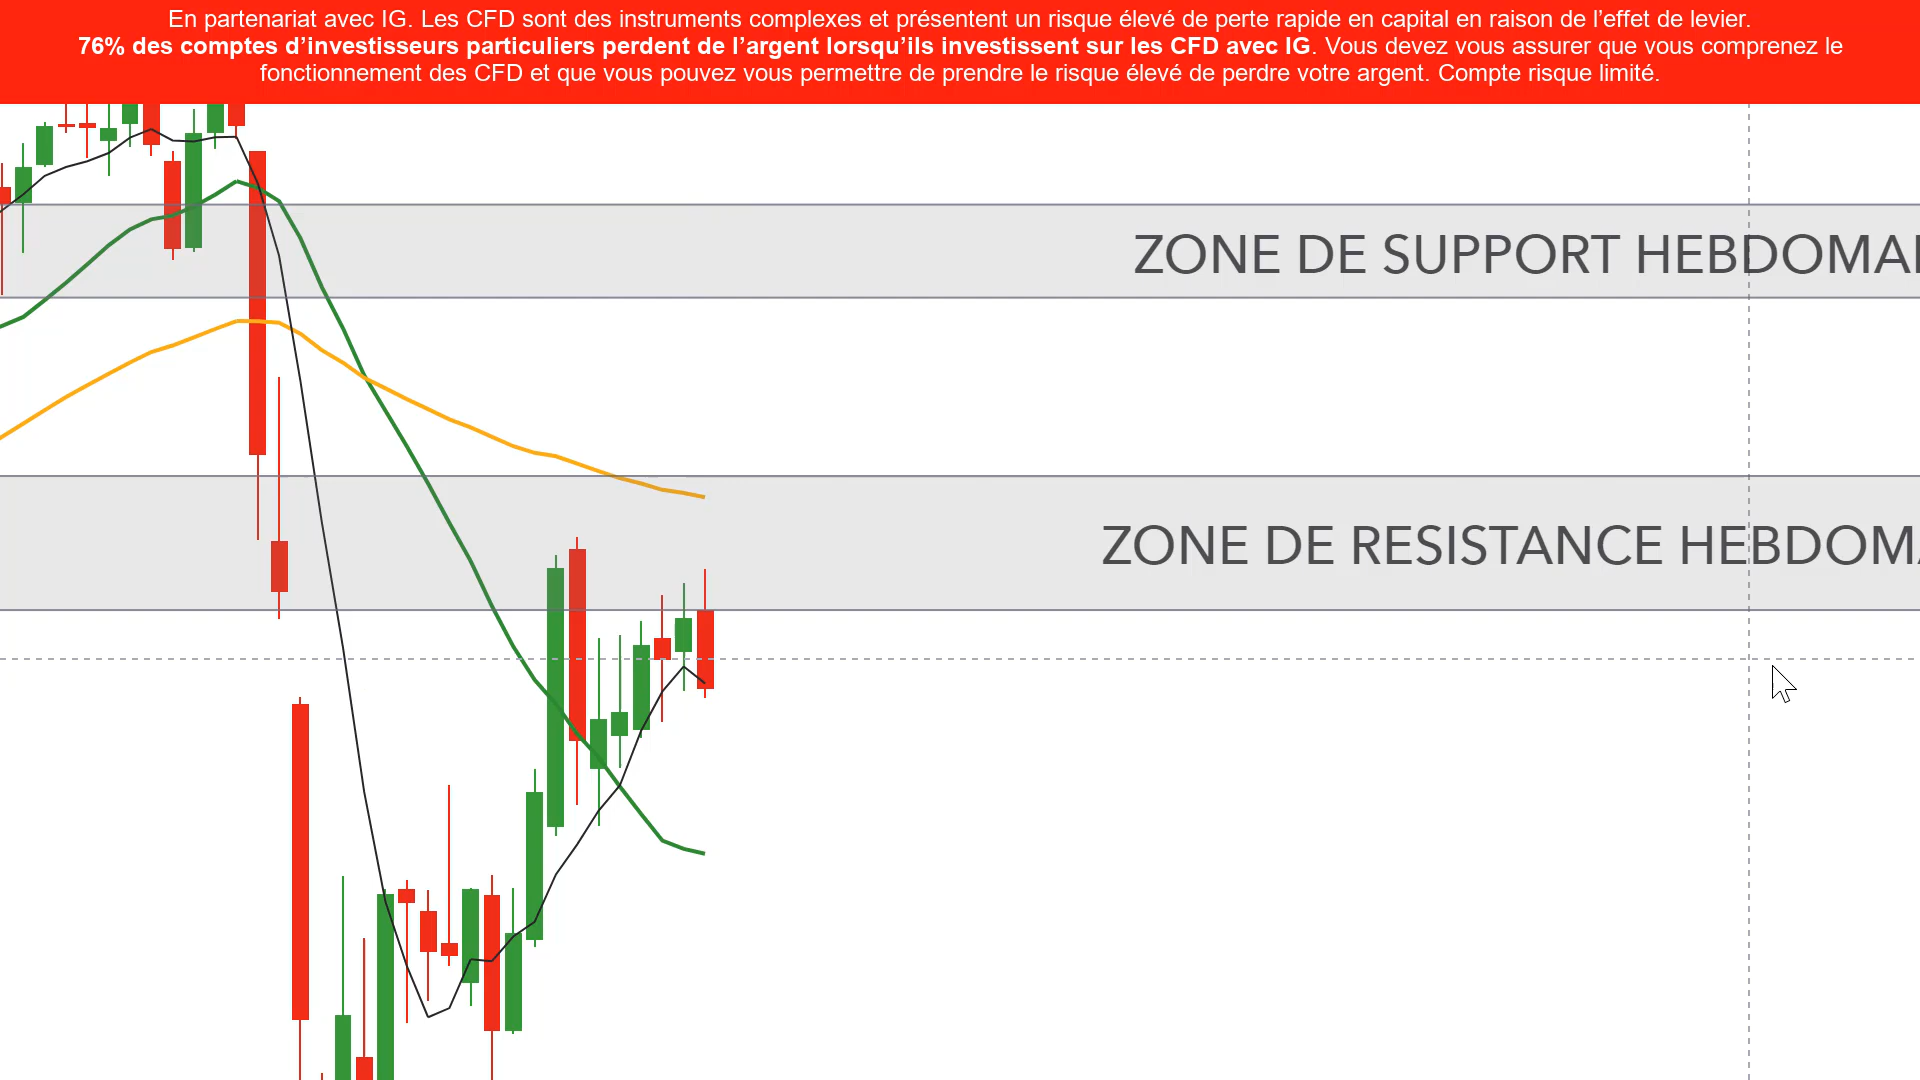 En partenariat avec IG. Les CFD sont des instruments complexes et présentent un risque élevé de perte rapide en capital en raison de l’effet de levier.
76% des comptes d’investisseurs particuliers perdent de l’argent lorsqu’ils investissent sur les CFD avec IG. Vous devez vous assurer que vous comprenez le
fonctionnement des CFD et que vous pouvez vous permettre de prendre le risque élevé de perdre votre argent. Compte risque limité.
ZONE DE SUPPORT
ZONE DE RESISTANCE